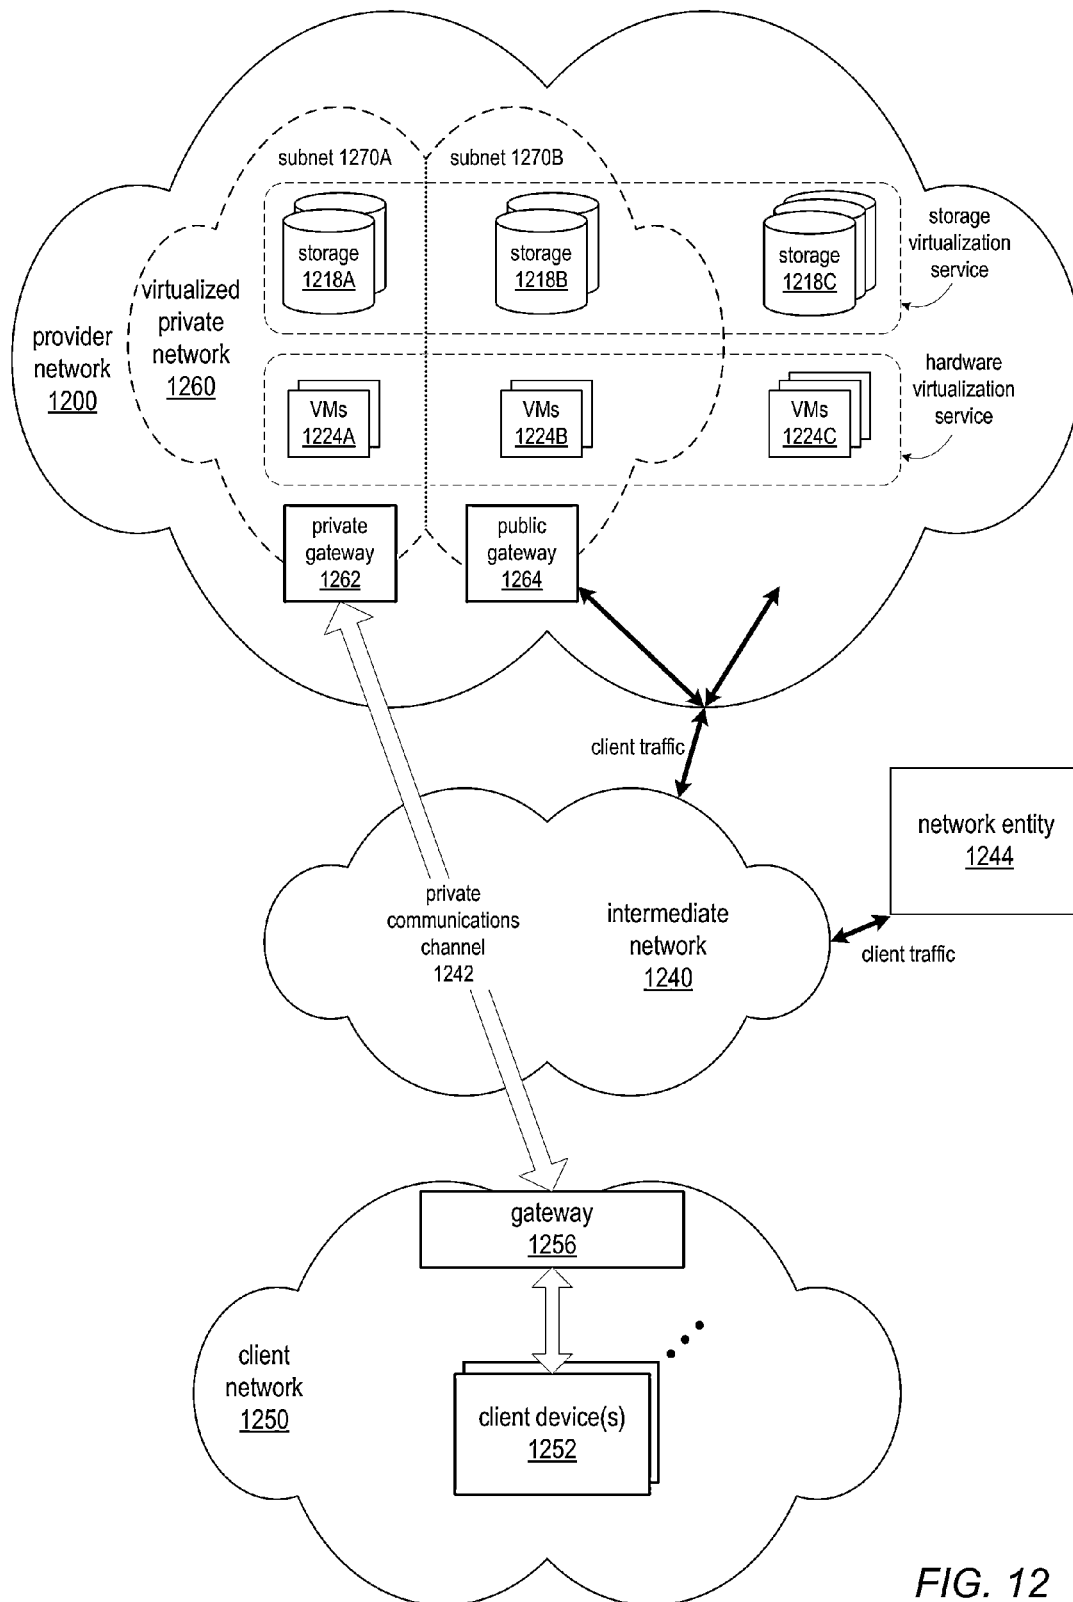 subnet 1270A
subnet 1270B
storage
1218A
storage
1218B
storage
1218C
storage
virtualization
service
virtualized
private
network
1260
provider
network
1200
VMs
1224A
VMs
1224B
VMs
1224C
hardware
virtualization
service
private
gateway
1262
public
gateway
1264
client traffic
network entity
1244
private
communications
channel
1242
intermediate
network
1240
client traffic
gateway
1256
client
network
1250
client device(s)
1252
FIG. 12